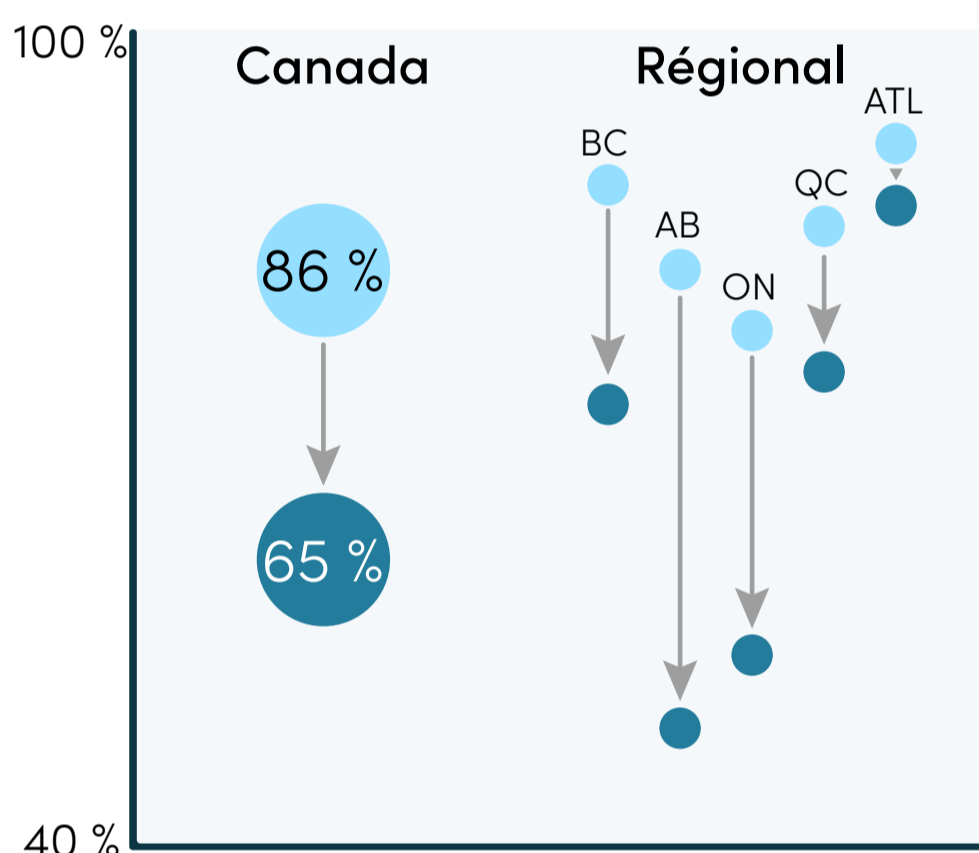 100 %
Canada
Régional
ATL
BC
QC
AB
86 %
ON
65 %
40 %